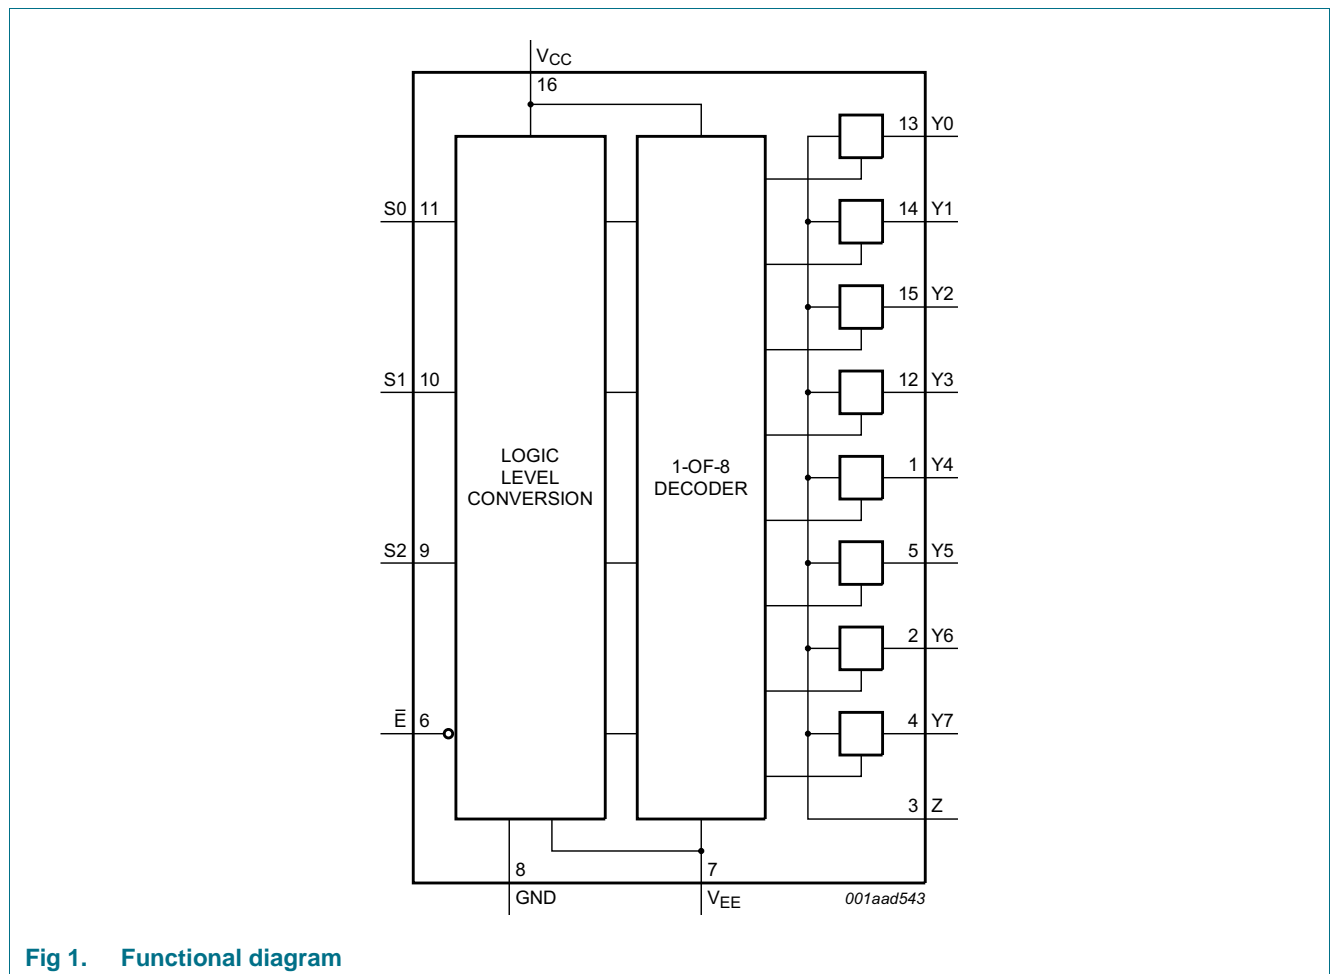 VCC
16
13 Y0
S0 11
14 Y1
15 Y2
S1 10
12 Y3
LOGIC
LEVEL
CONVERSION
1-OF-8
DECODER
1 Y4
S2 9
5 Y5
2 Y6
E̅ 6
4 Y7
3 Z
8
7
GND
VEE
001aad543
Fig 1. Functional diagram